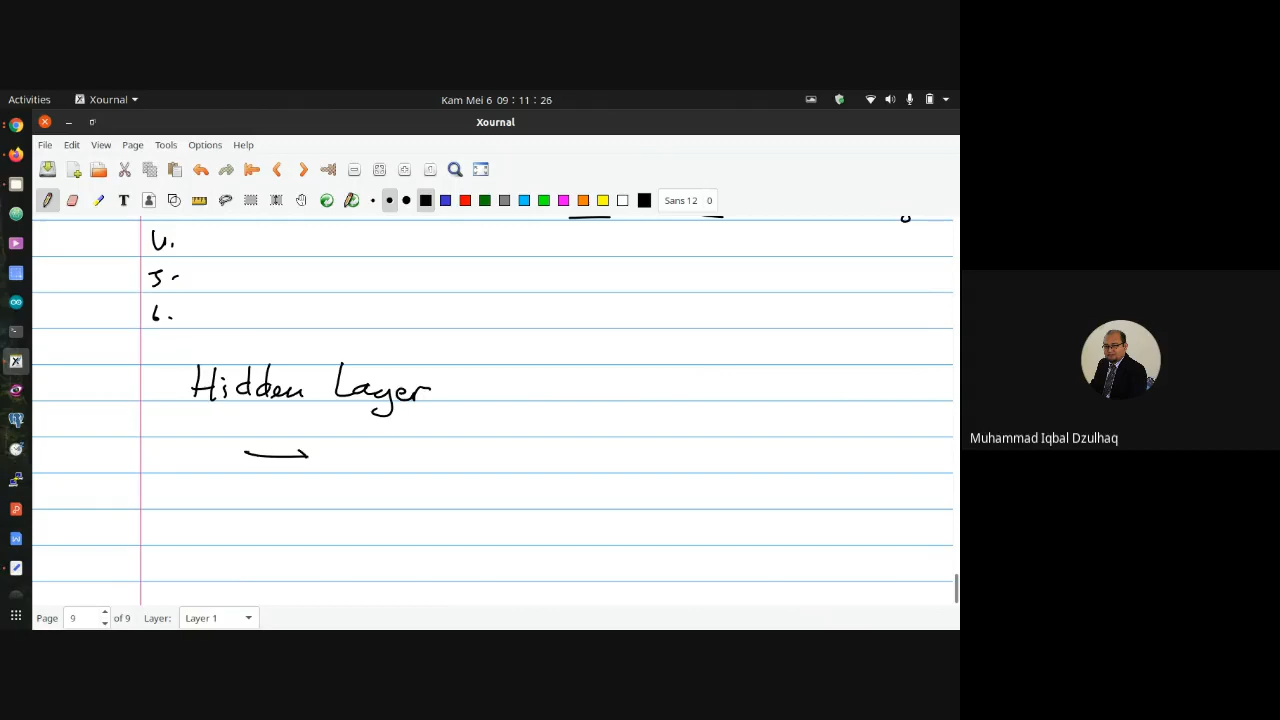 Activities Xournal Kam Mei 6 09:11:26
Xournal
File Edit View Page Tools Options Help
T Sans 12 0
4.
5.
6.
Hidden Layer
Page 9 of 9 Layer: Layer 1
Muhammad Iqbal Dzulhaq